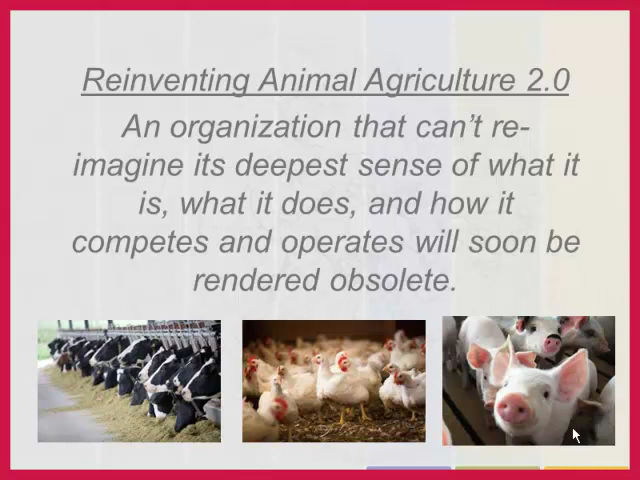 Reinventing Animal Agriculture 2.0
An organization that can’t re-
imagine its deepest sense of what it
is, what it does, and how it
competes and operates will soon be
rendered obsolete.